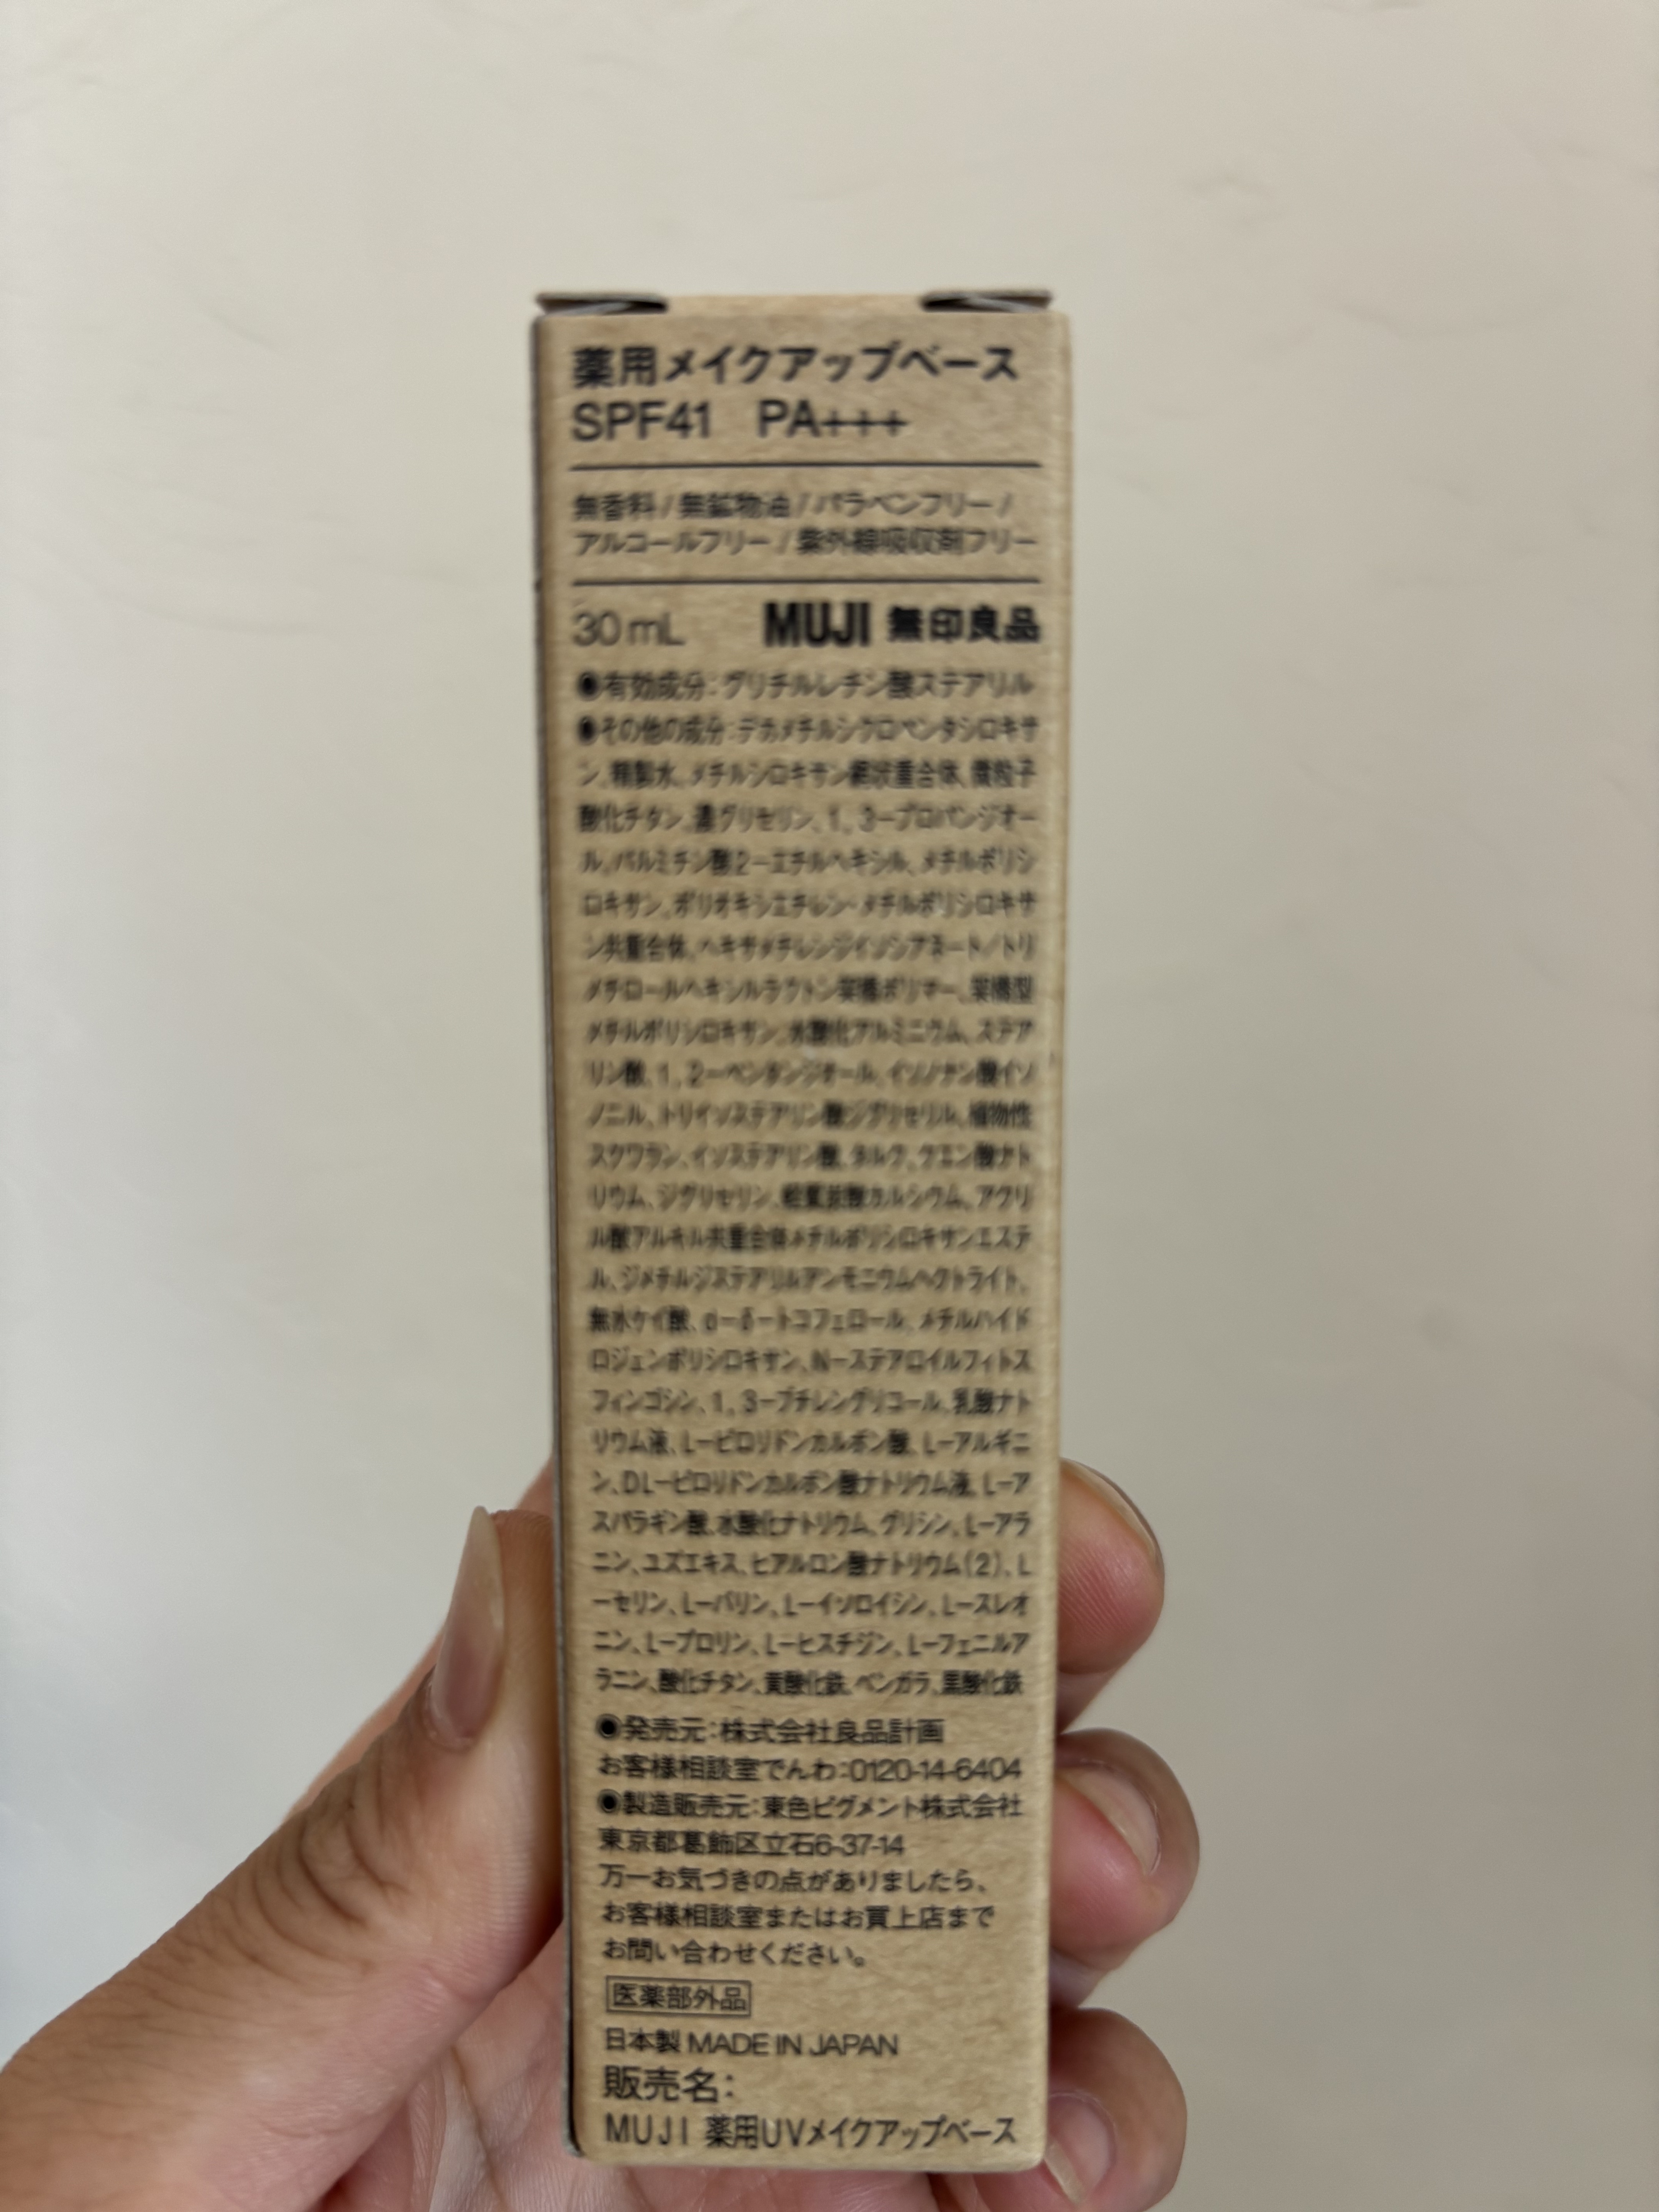 薬用メイクアップベース
SPF41 PA+++
無香料/無鉱物油/パラベンフリー/
アルコールフリー/紫外線吸収剤フリー
30mL MUJI 無印良品
◉有効成分:グリチルレチン酸ステアリル
◉その他の成分:デカメチルシクロペンタシロキサ
ン、精製水、メチルシロキサン網状重合体、微粒子
酸化チタン、濃グリセリン、1,3ープロパンジオー
ル、パルミチン酸2ーエチルヘキシル、メチルポリシ
ロキサン、ポリオキシエチレン・メチルポリシロキサ
ン共重合体、ヘキサメチレンジイソシアネート/トリ
メチロールヘキシルラクトン架橋ポリマー、架橋型
メチルポリシロキサン、水酸化アルミニウム、ステア
リン酸、1,2ーペンタンジオール、イソノナン酸イソ
ノニル、トリイソステアリン酸ジグリセリル、植物性
スクワラン、イソステアリン酸、タルク、クエン酸ナト
リウム、ジグリセリン、軽質炭酸カルシウム、アクリ
ル酸アルキル共重合体メチルポリシロキサンエステ
ル、ジメチルジステアリルアンモニウムヘクトライト、
無水ケイ酸、dーδートコフェロール、メチルハイド
ロジェンポリシロキサン、Nーステアロイルフィトス
フィンゴシン、1,3ーブチレングリコール、乳酸ナト
リウム液、Lーピロリドンカルボン酸、Lーアルギニ
ン、DLーピロリドンカルボン酸ナトリウム液、Lーア
スパラギン酸、水酸化ナトリウム、グリシン、Lーアラ
ニン、ユズエキス、ヒアルロン酸ナトリウム(2)、L
ーセリン、Lーバリン、Lーイソロイシン、Lースレオ
ニン、Lープロリン、Lーヒスチジン、Lーフェニルア
ラニン、酸化チタン、黄酸化鉄、ベンガラ、黒酸化鉄
◉発売元:株式会社良品計画
お客様相談室でんわ:0120-14-6404
◉製造販売元:東色ピグメント株式会社
東京都葛飾区立石6-37-14
万一お気づきの点がありましたら、
お客様相談室またはお買上店まで
お問い合わせください。
医薬部外品
日本製 MADE IN JAPAN
販売名:
MUJI 薬用UVメイクアップベース